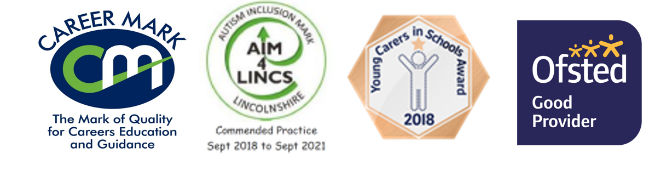 CAREER MARK
cm
The Mark of Quality
for Careers Education
and Guidance
AUTISM INCLUSION MARK
AIM
4
LINCS
LINCOLNSHIRE
Commended Practice
Sept 2018 to Sept 2021
Young Carers in Schools Award
2018
Ofsted
Good
Provider